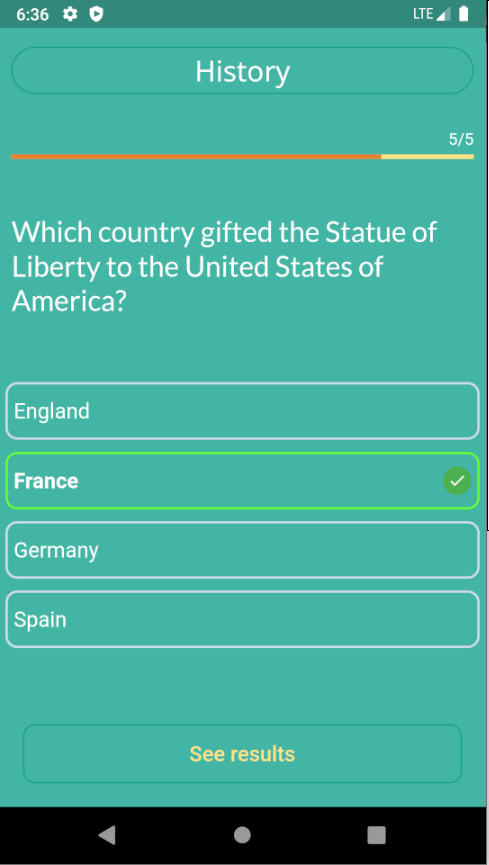 6:36 LTE
History
5/5
Which country gifted the Statue of
Liberty to the United States of
America?
England
France
Germany
Spain
See results